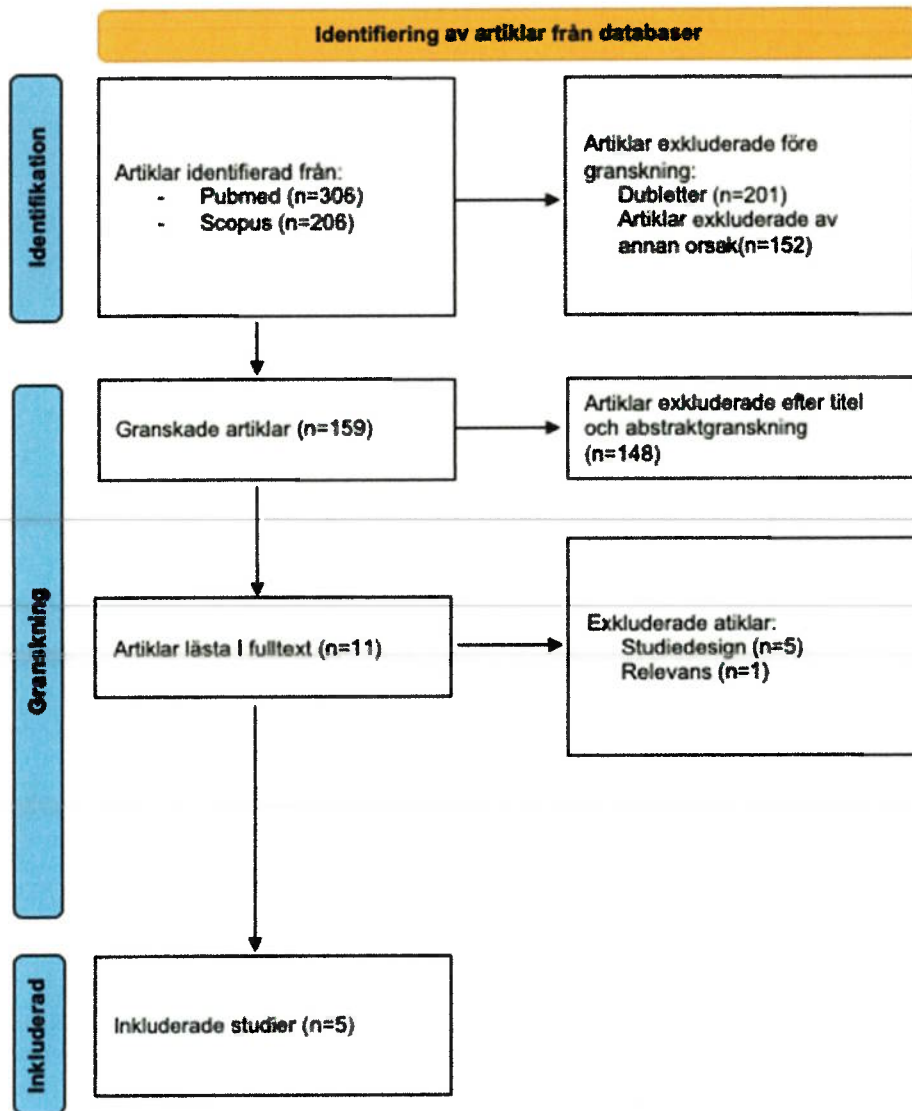 Identifiering av artiklar från databaser
Identifikation
Artiklar identifierad från:
- Pubmed (n=306)
- Scopus (n=206)
Artiklar exkluderade före
granskning:
Dubletter (n=201)
Artiklar exkluderade av
annan orsak(n=152)
Granskning
Granskade artiklar (n=159)
Artiklar exkluderade efter titel
och abstraktgranskning
(n=148)
Artiklar lästa I fulltext (n=11)
Exkluderade atiklar:
Studiedesign (n=5)
Relevans (n=1)
Inkluderad
Inkluderade studier (n=5)